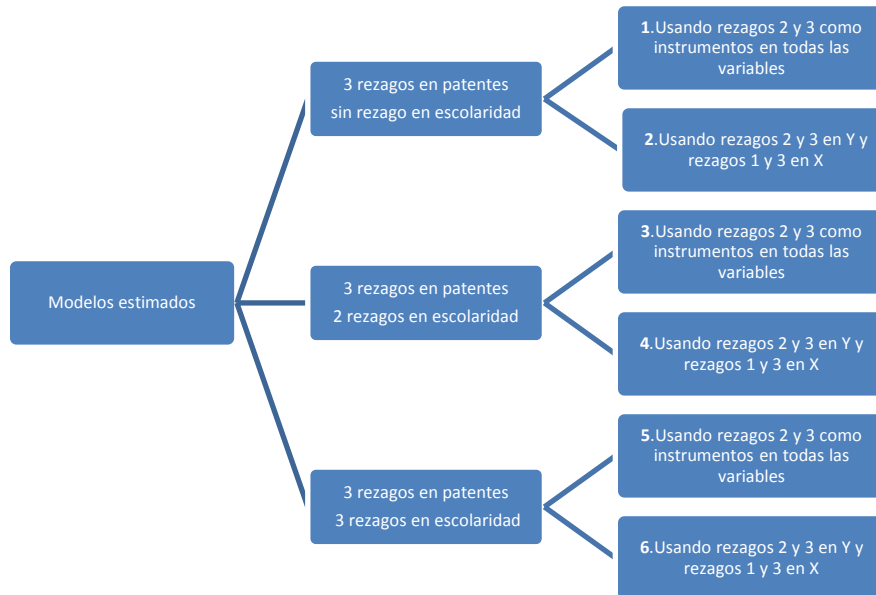 Modelos estimados
3 rezagos en patentes
sin rezago en escolaridad
1.Usando rezagos 2 y 3 como
instrumentos en todas las
variables
2.Usando rezagos 2 y 3 en Y y
rezagos 1 y 3 en X
3 rezagos en patentes
2 rezagos en escolaridad
3.Usando rezagos 2 y 3 como
instrumentos en todas las
variables
4.Usando rezagos 2 y 3 en Y y
rezagos 1 y 3 en X
3 rezagos en patentes
3 rezagos en escolaridad
5.Usando rezagos 2 y 3 como
instrumentos en todas las
variables
6.Usando rezagos 2 y 3 en Y y
rezagos 1 y 3 en X